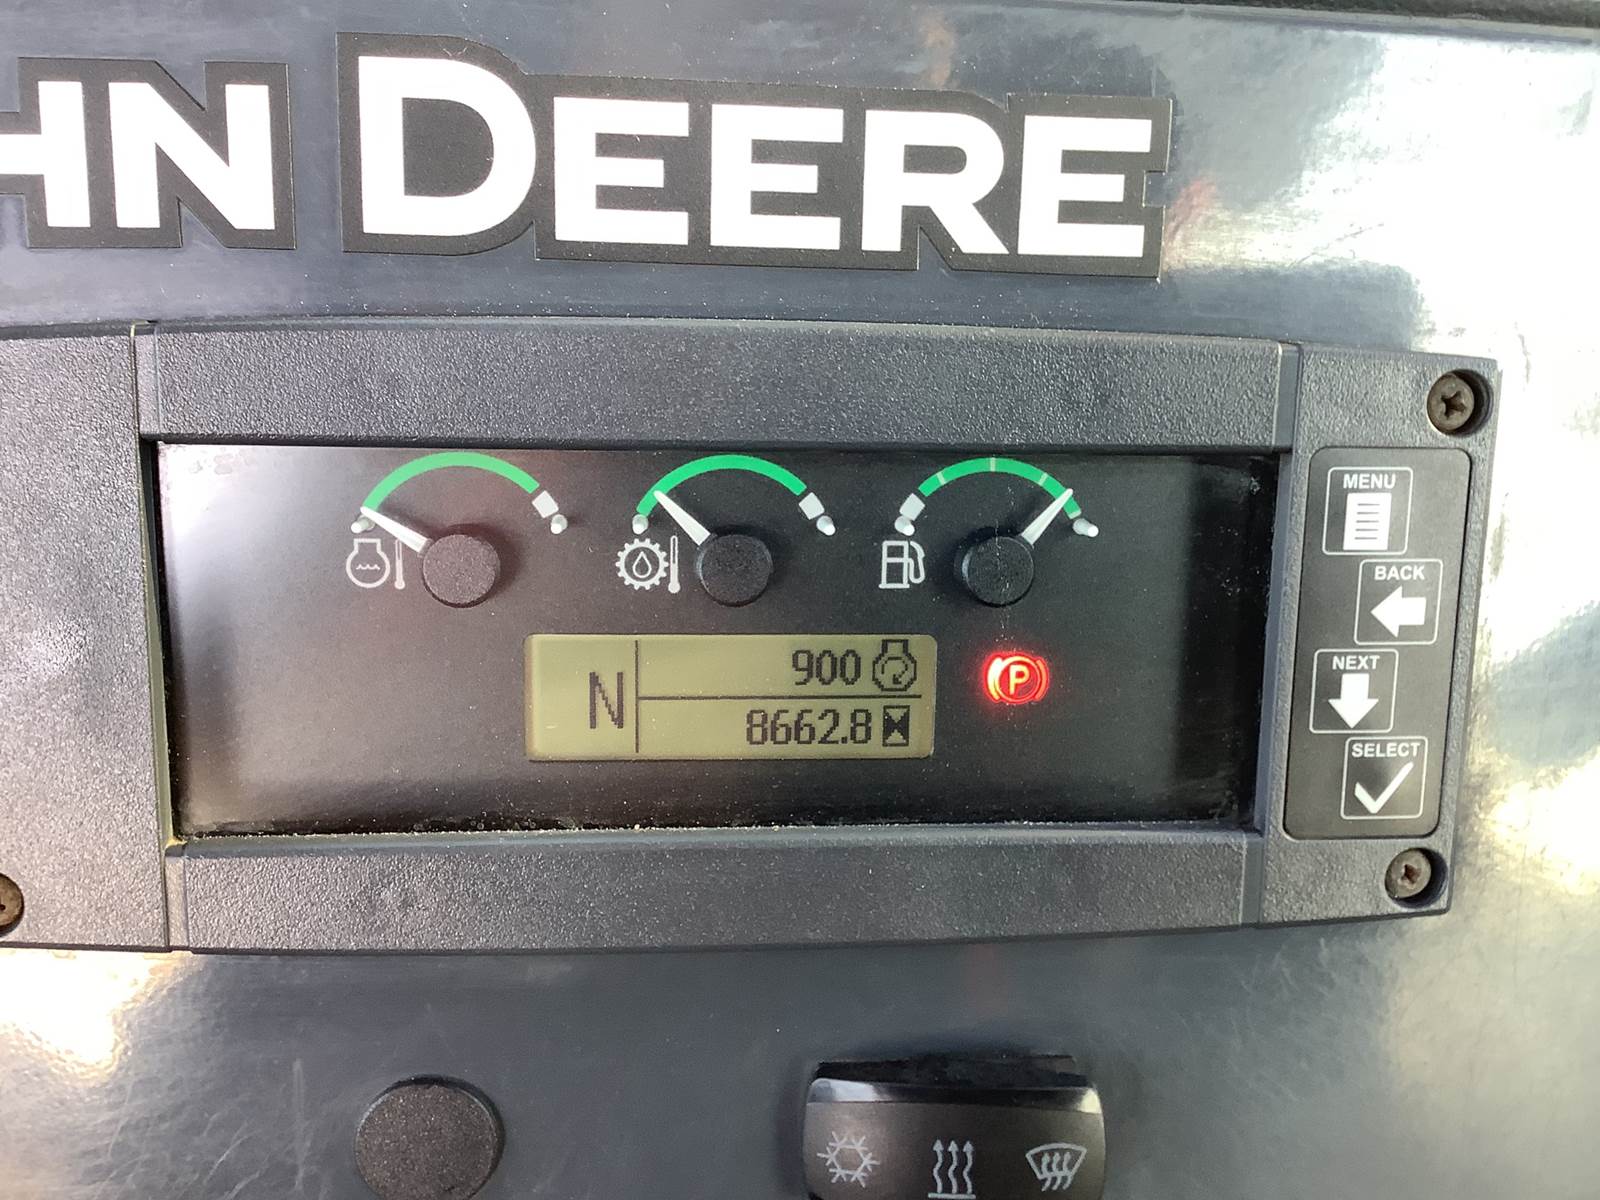 HN DEERE
MENU
BACK
NEXT
SELECT
N
900
8662.8
P